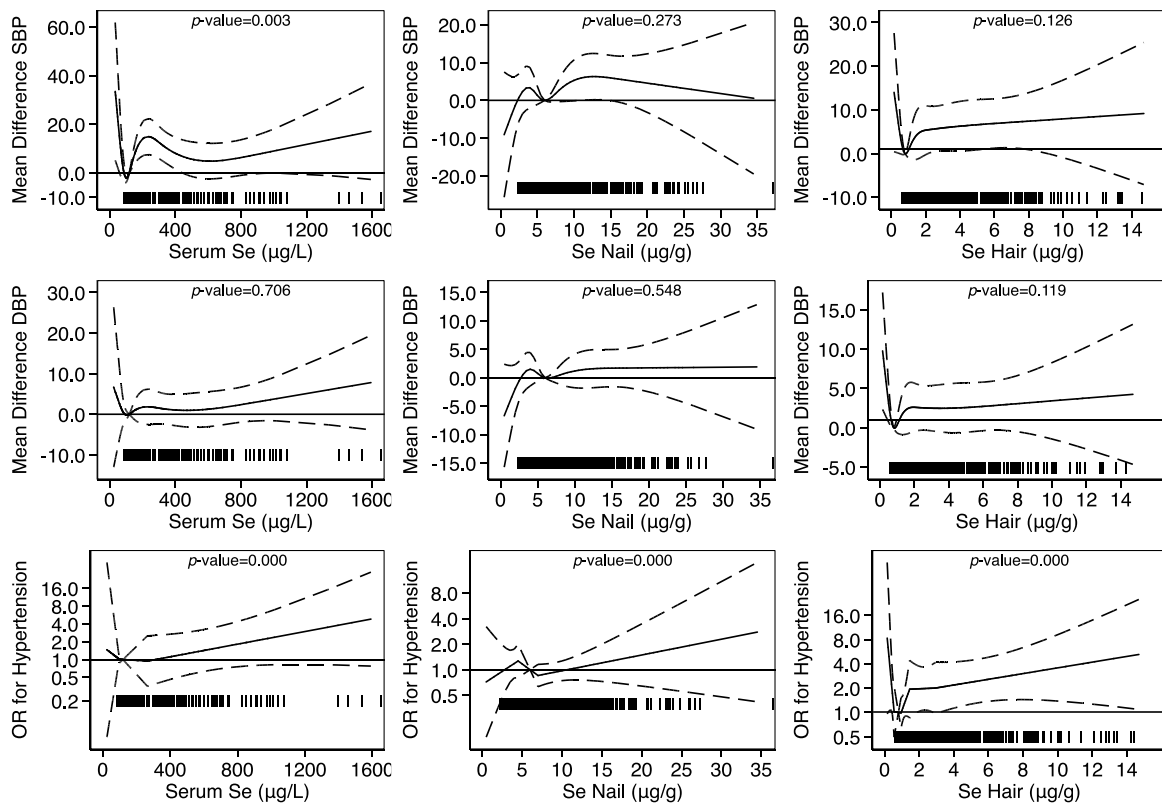 p-value=0.003
Mean Difference SBP
60.0
40.0
20.0
0.0
-10.0
0 400 800 1200 1600
Serum Se (µg/L)
p-value=0.273
Mean Difference SBP
20.0
10.0
0.0
-10.0
-20.0
0 5 10 15 20 25 30 35
Se Nail (µg/g)
p-value=0.126
Mean Difference SBP
30.0
20.0
10.0
0.0
-10.0
0 2 4 6 8 10 12 14
Se Hair (µg/g)
p-value=0.706
Mean Difference DBP
30.0
20.0
10.0
0.0
-10.0
0 400 800 1200 1600
Serum Se (µg/L)
p-value=0.548
Mean Difference DBP
15.0
10.0
5.0
0.0
-5.0
-10.0
-15.0
0 5 10 15 20 25 30 35
Se Nail (µg/g)
p-value=0.119
Mean Difference DBP
15.0
10.0
5.0
0.0
-5.0
0 2 4 6 8 10 12 14
Se Hair (µg/g)
p-value=0.000
OR for Hypertension
16.0
8.0
4.0
2.0
1.0
0.5
0.2
0 400 800 1200 1600
Serum Se (µg/L)
p-value=0.000
OR for Hypertension
8.0
4.0
2.0
1.0
0.5
0 5 10 15 20 25 30 35
Se Nail (µg/g)
p-value=0.000
OR for Hypertension
16.0
4.0
2.0
1.0
0.5
0 2 4 6 8 10 12 14
Se Hair (µg/g)